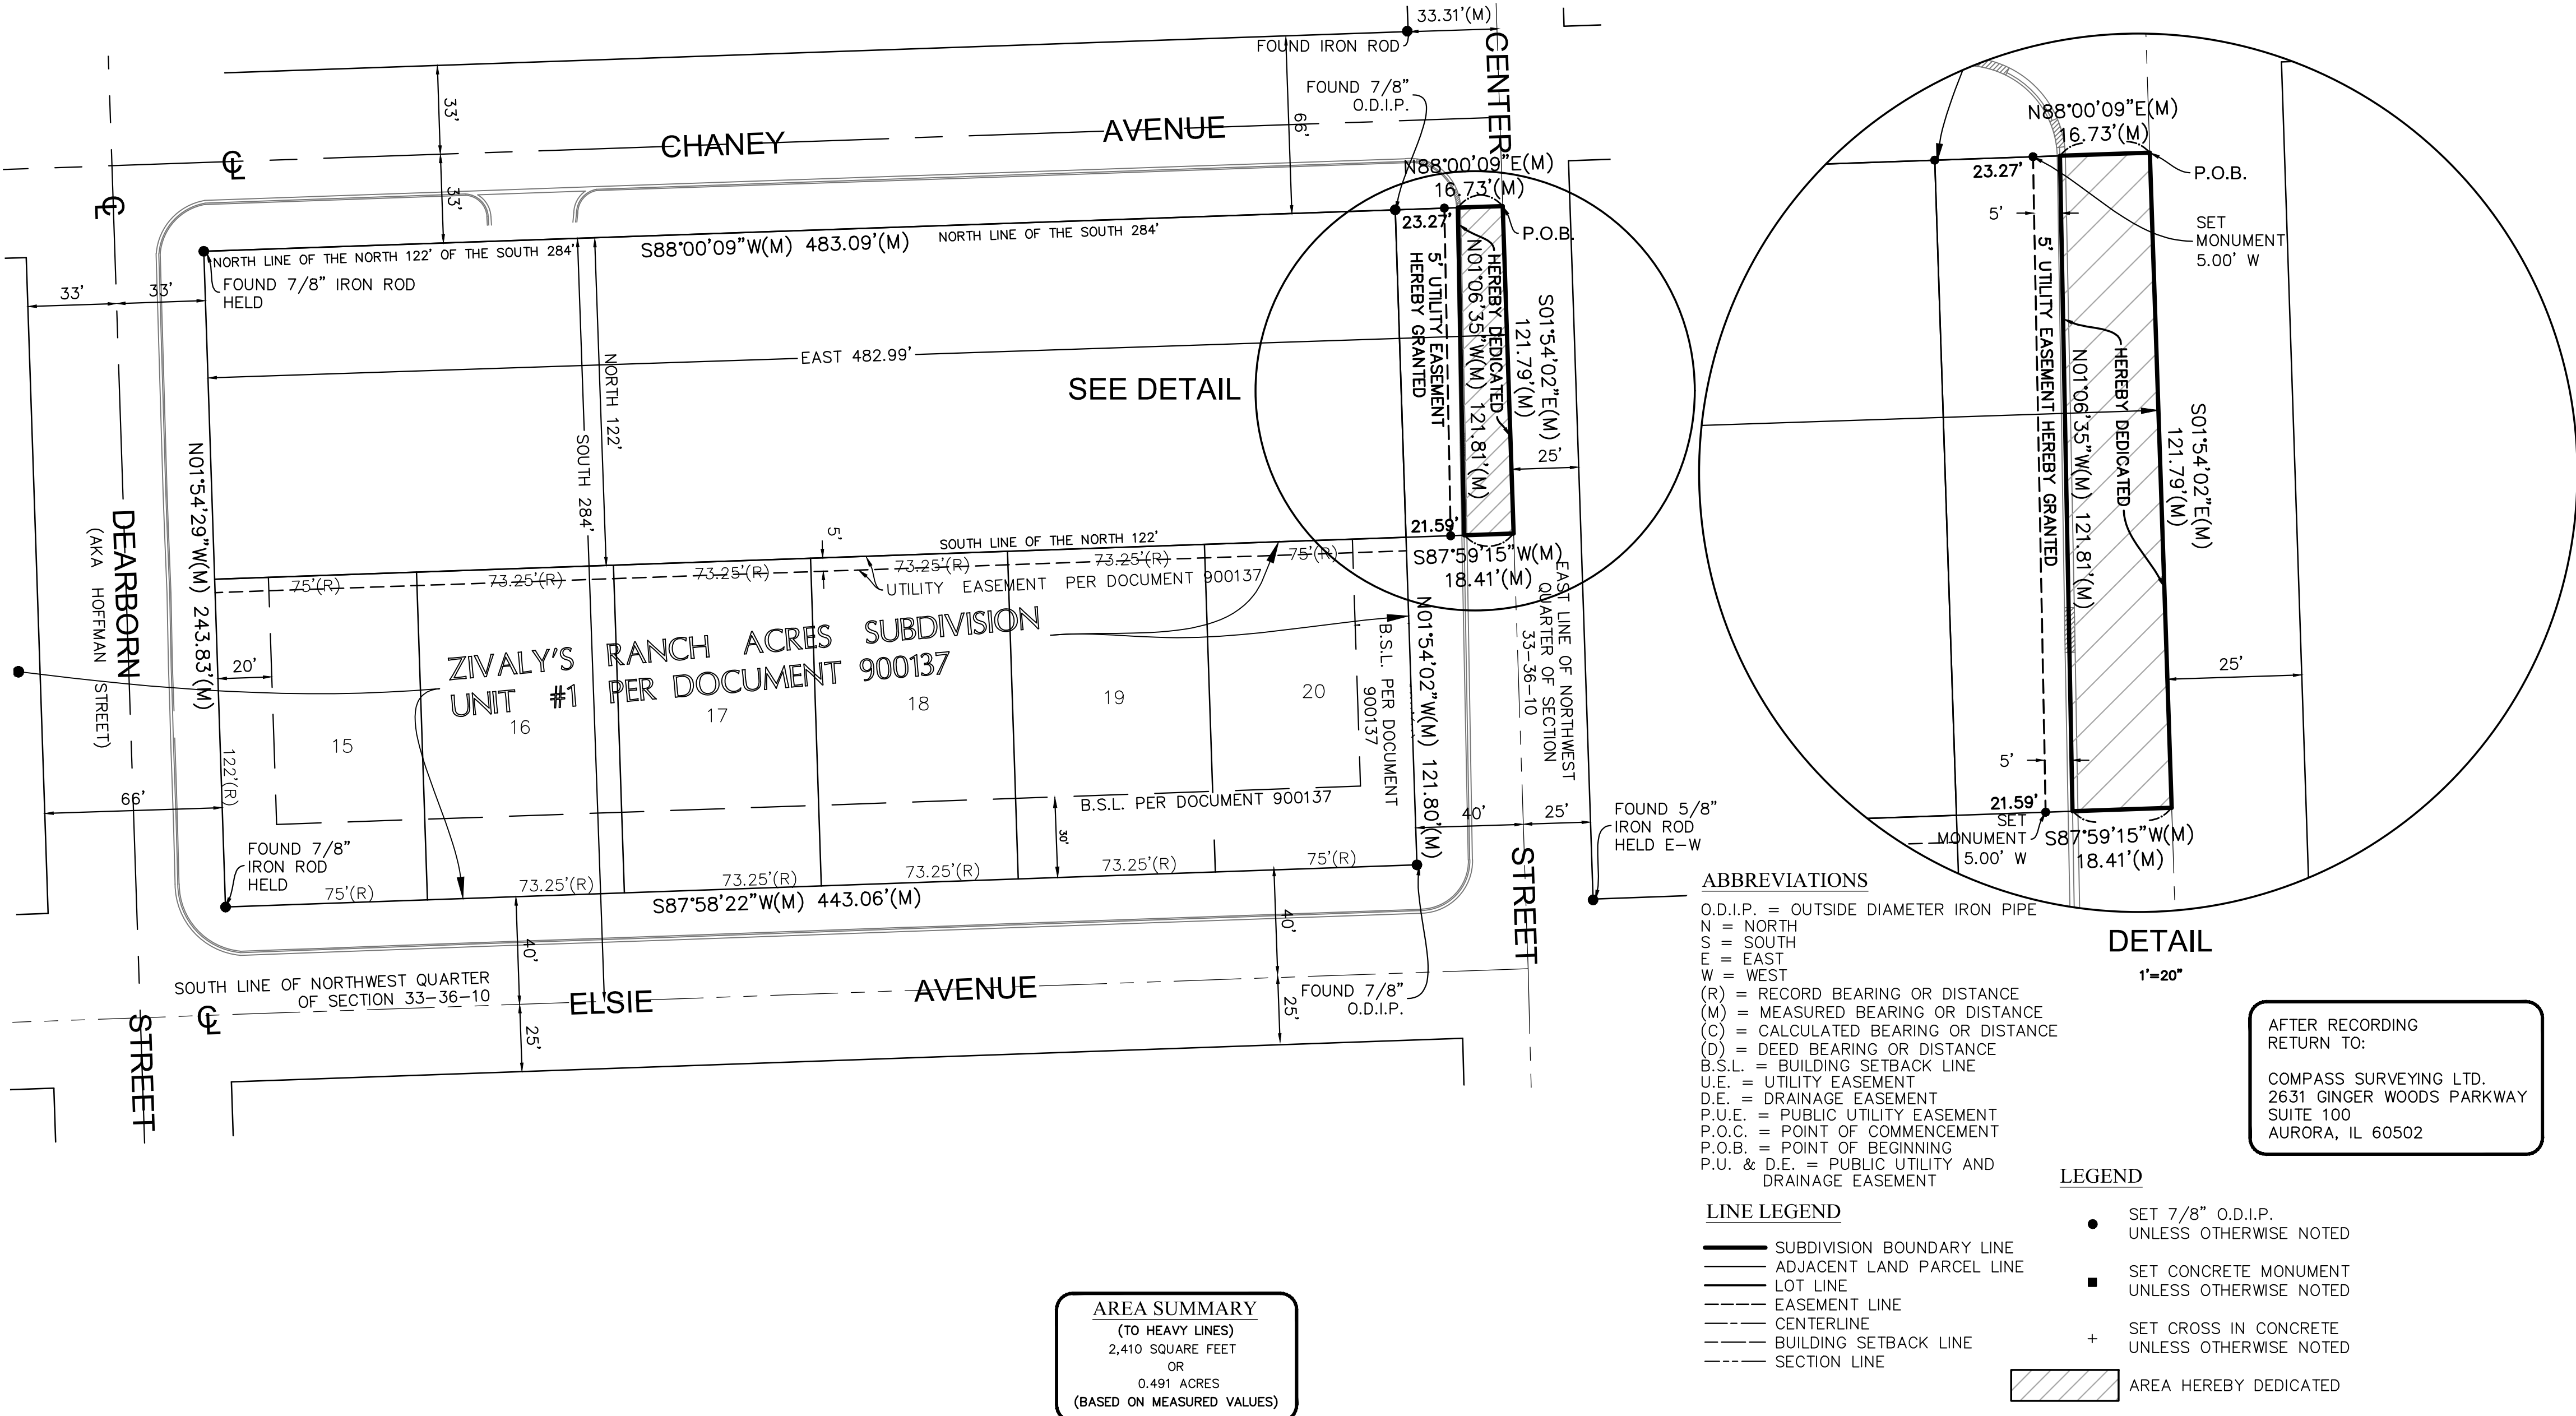 33.31'(M)
FOUND IRON ROD
CENTER
STREET
FOUND 7/8"
O.D.I.P.
33'
33'
66'
CHANEY AVENUE
℄
℄
N88°00'09"E(M)
16.73'(M)
23.27'
P.O.B.
S88°00'09"W(M) 483.09'(M)
NORTH LINE OF THE SOUTH 284'
NORTH LINE OF THE NORTH 122' OF THE SOUTH 284'
FOUND 7/8" IRON ROD
HELD
33'
33'
EAST 482.99'
NORTH 122'
SOUTH 284'
SEE DETAIL
5' UTILITY EASEMENT
HEREBY GRANTED
N01°06'35"W(M) 121.81'(M)
HEREBY DEDICATED
S01°54'02"E(M)
121.79'(M)
25'
21.59'
S87°59'15"W(M)
18.41'(M)
5'
SOUTH LINE OF THE NORTH 122'
75'(R)
73.25'(R)
73.25'(R)
73.25'(R)
73.25'(R)
75'(R)
UTILITY EASEMENT PER DOCUMENT 900137
ZIVALY'S RANCH ACRES SUBDIVISION
UNIT #1 PER DOCUMENT 900137
15
16
17
18
19
20
DEARBORN
STREET
(AKA HOFFMAN STREET)
N01°54'29"W(M) 243.83'(M)
20'
122'(R)
66'
B.S.L. PER DOCUMENT
900137
N01°54'02"W(M) 121.80'(M)
EAST LINE OF NORTHWEST
QUARTER OF SECTION
33-36-10
B.S.L. PER DOCUMENT 900137
30'
40'
25'
FOUND 5/8"
IRON ROD
HELD E-W
FOUND 7/8"
IRON ROD
HELD
75'(R)
73.25'(R)
73.25'(R)
73.25'(R)
73.25'(R)
75'(R)
S87°58'22"W(M) 443.06'(M)
40'
40'
25'
25'
SOUTH LINE OF NORTHWEST QUARTER
OF SECTION 33-36-10
℄
ELSIE AVENUE
FOUND 7/8"
O.D.I.P.
N88°00'09"E(M)
16.73'(M)
P.O.B.
23.27'
5'
SET
MONUMENT
5.00' W
5' UTILITY EASEMENT HEREBY GRANTED
N01°06'35"W(M) 121.81'(M)
HEREBY DEDICATED
S01°54'02"E(M)
121.79'(M)
25'
5'
21.59'
SET
MONUMENT
5.00' W
S87°59'15"W(M)
18.41'(M)
DETAIL
1'=20"
ABBREVIATIONS
O.D.I.P. = OUTSIDE DIAMETER IRON PIPE
N = NORTH
S = SOUTH
E = EAST
W = WEST
(R) = RECORD BEARING OR DISTANCE
(M) = MEASURED BEARING OR DISTANCE
(C) = CALCULATED BEARING OR DISTANCE
(D) = DEED BEARING OR DISTANCE
B.S.L. = BUILDING SETBACK LINE
U.E. = UTILITY EASEMENT
D.E. = DRAINAGE EASEMENT
P.U.E. = PUBLIC UTILITY EASEMENT
P.O.C. = POINT OF COMMENCEMENT
P.O.B. = POINT OF BEGINNING
P.U. & D.E. = PUBLIC UTILITY AND
DRAINAGE EASEMENT
AFTER RECORDING
RETURN TO:
COMPASS SURVEYING LTD.
2631 GINGER WOODS PARKWAY
SUITE 100
AURORA, IL 60502
LINE LEGEND
SUBDIVISION BOUNDARY LINE
ADJACENT LAND PARCEL LINE
LOT LINE
EASEMENT LINE
CENTERLINE
BUILDING SETBACK LINE
SECTION LINE
LEGEND
SET 7/8" O.D.I.P.
UNLESS OTHERWISE NOTED
SET CONCRETE MONUMENT
UNLESS OTHERWISE NOTED
SET CROSS IN CONCRETE
UNLESS OTHERWISE NOTED
AREA HEREBY DEDICATED
AREA SUMMARY
(TO HEAVY LINES)
2,410 SQUARE FEET
OR
0.491 ACRES
(BASED ON MEASURED VALUES)